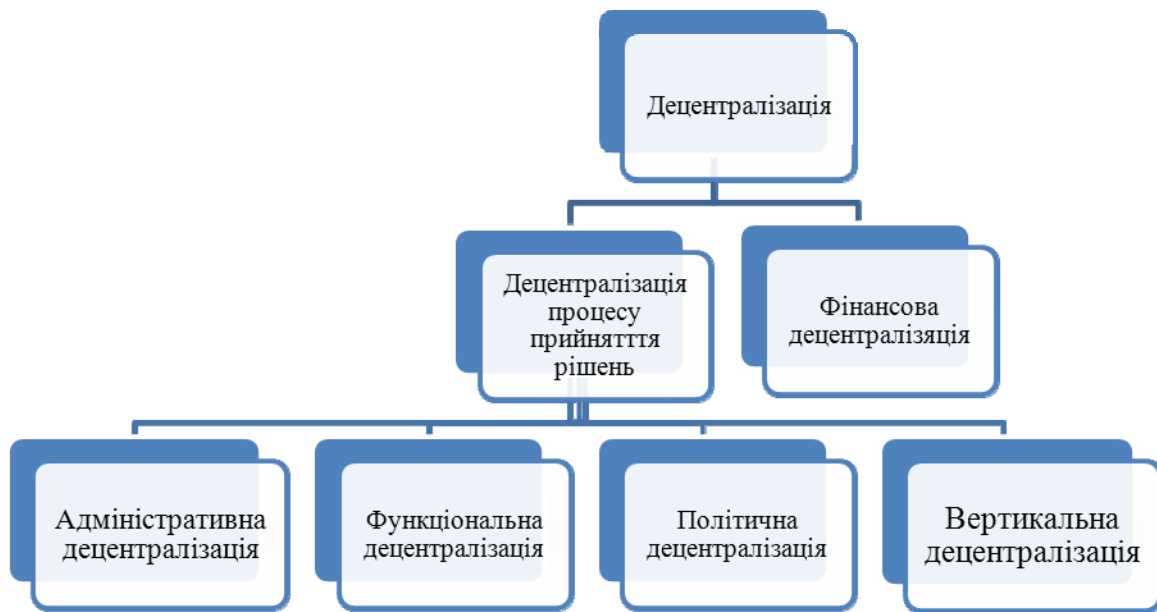 Децентралізація
Децентралізація
процесу
прийнятття
рішень
Фінансова
децентралізяція
Адміністративна
децентралізація
Функціональна
децентралізація
Політична
децентралізація
Вертикальна
децентралізація